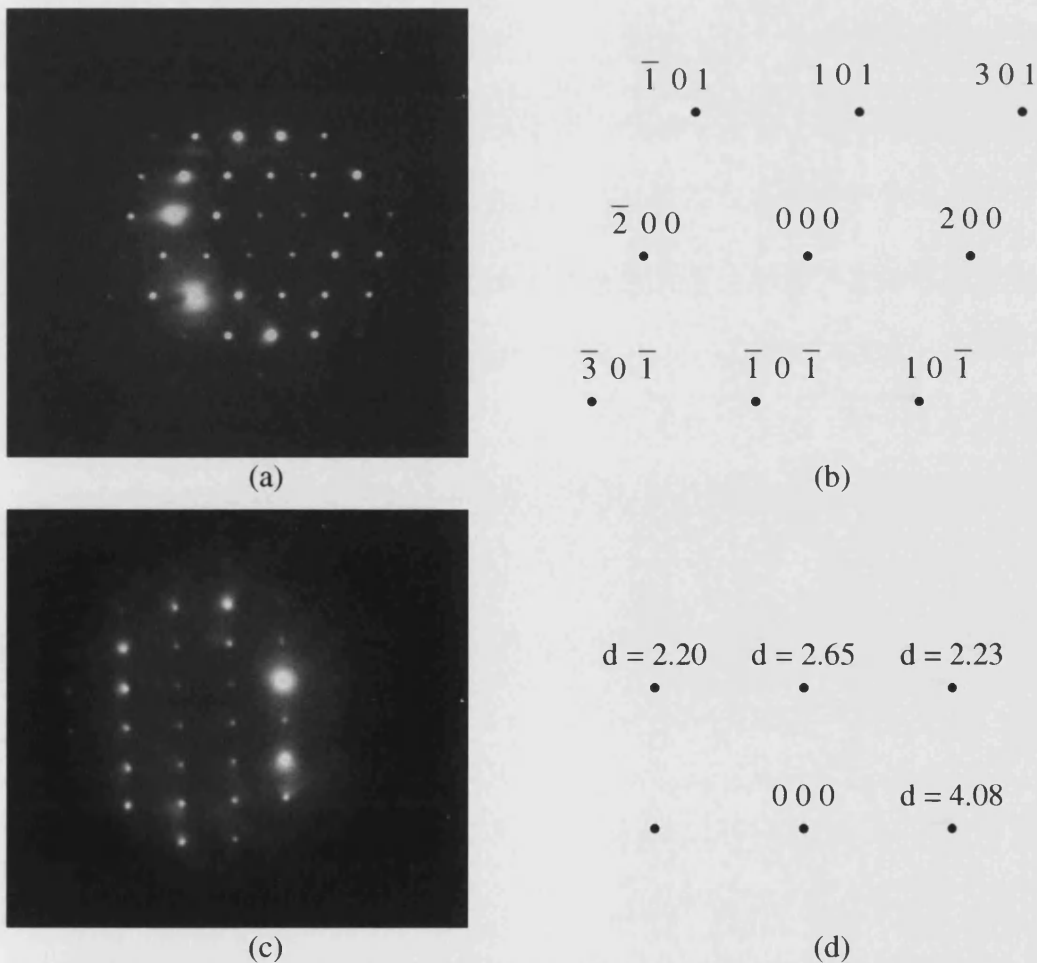 1̅ 0 1 1 0 1 3 0 1
2̅ 0 0 0 0 0 2 0 0
3̅ 0 1̅ 1̅ 0 1̅ 1 0 1̅
(a) (b)
d = 2.20 d = 2.65 d = 2.23
0 0 0 d = 4.08
(c) (d)